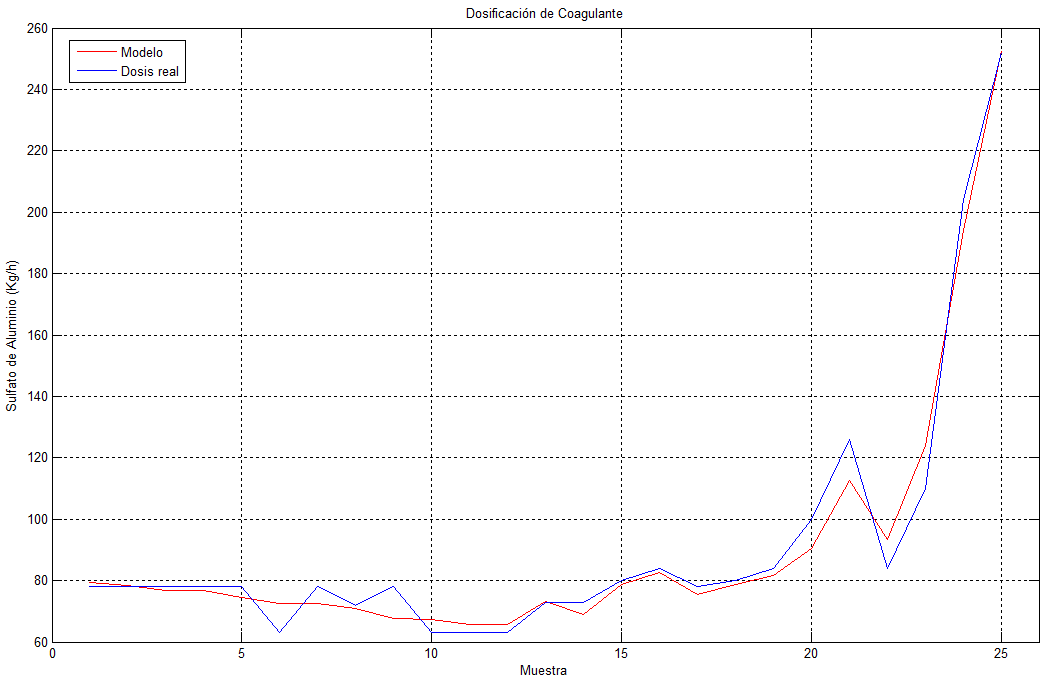 Dosificación de Coagulante
Modelo
Dosis real
Sulfato de Aluminio (Kg/h)
260
240
220
200
180
160
140
120
100
80
60
0 5 10 15 20 25
Muestra